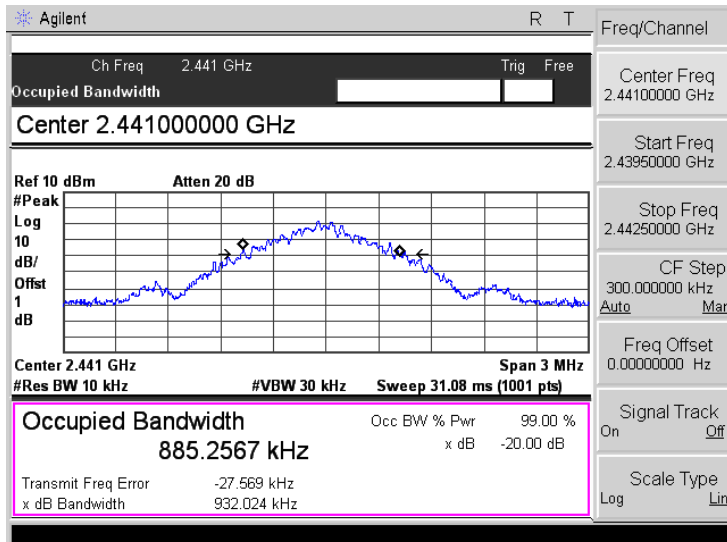 Agilent R T
Ch Freq 2.441 GHz Trig Free
Occupied Bandwidth
Center 2.441000000 GHz
Ref 10 dBm Atten 20 dB
#Peak
Log
10
dB/
Offst
1
dB
Center 2.441 GHz Span 3 MHz
#Res BW 10 kHz #VBW 30 kHz Sweep 31.08 ms (1001 pts)
Occupied Bandwidth Occ BW % Pwr 99.00 %
885.2567 kHz x dB -20.00 dB
Transmit Freq Error -27.569 kHz
x dB Bandwidth 932.024 kHz
Freq/Channel
Center Freq
2.44100000 GHz
Start Freq
2.43950000 GHz
Stop Freq
2.44250000 GHz
CF Step
300.000000 kHz
Auto Man
Freq Offset
0.00000000 Hz
Signal Track
On Off
Scale Type
Log Lin